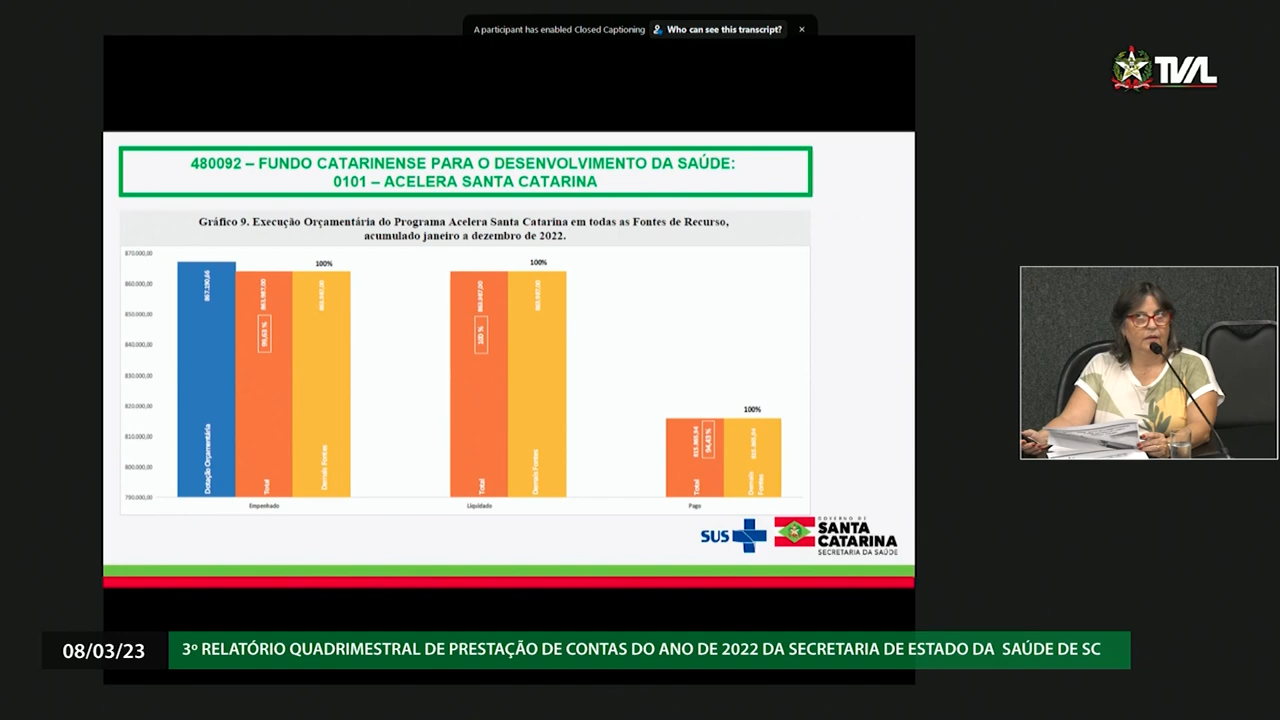 A participant has enabled Closed Captioning Who can see this transcript? ×
TVAL
480092 – FUNDO CATARINENSE PARA O DESENVOLVIMENTO DA SAÚDE:
0101 – ACELERA SANTA CATARINA
Gráfico 9. Execução Orçamentária do Programa Acelera Santa Catarina em todas as Fontes de Recurso,
acumulado janeiro a dezembro de 2022.
870.000,00
860.000,00
850.000,00
840.000,00
830.000,00
820.000,00
810.000,00
800.000,00
790.000,00
Dotação Orçamentária
99,63 %
Total
100%
Demais Fontes
Empenhado
100 %
Total
100%
Demais Fontes
Liquidado
94,43 %
Total
100%
Demais
Fontes
Pago
SUS
GOVERNO DE
SANTA
CATARINA
SECRETARIA DA SAÚDE
08/03/23
3º RELATÓRIO QUADRIMESTRAL DE PRESTAÇÃO DE CONTAS DO ANO DE 2022 DA SECRETARIA DE ESTADO DA SAÚDE DE SC